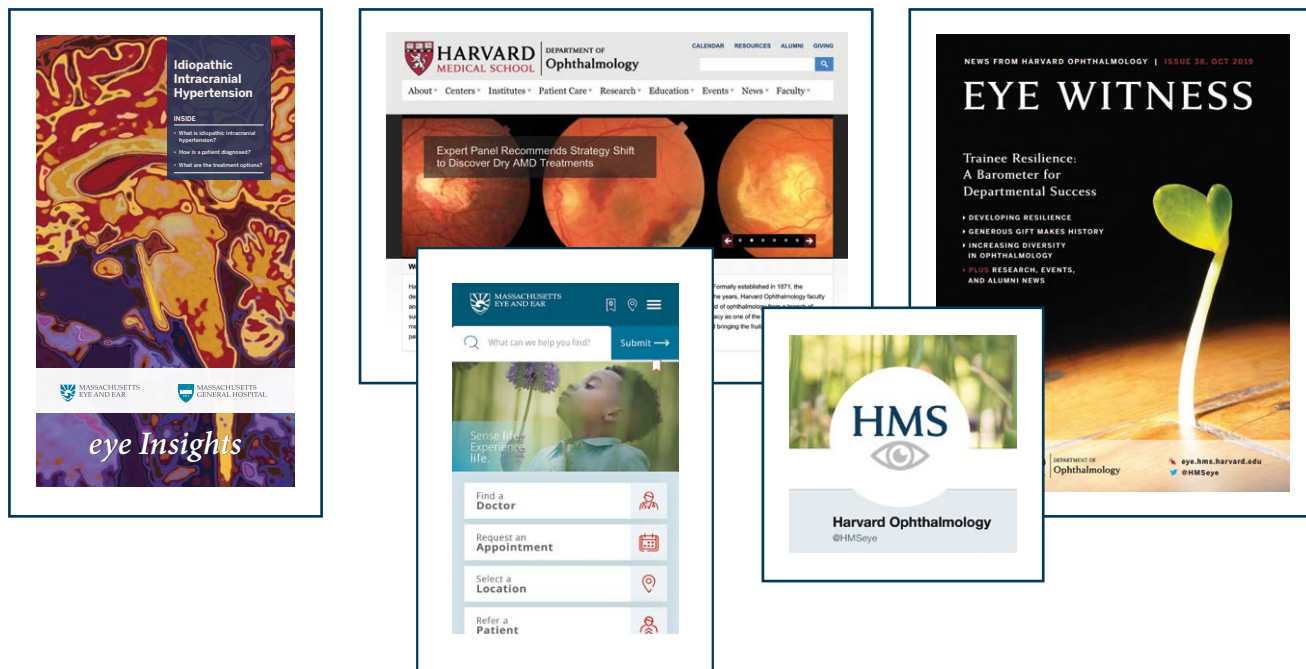 Idiopathic
Intracranial
Hypertension
INSIDE
• What is idiopathic intracranial
hypertension?
• How is a patient diagnosed?
• What are the treatment options?
MASSACHUSETTS
EYE AND EAR
MASSACHUSETTS
GENERAL HOSPITAL
eye Insights
HARVARD
MEDICAL SCHOOL
DEPARTMENT OF
Ophthalmology
CALENDAR RESOURCES ALUMNI GIVING
About Centers Institutes Patient Care Research Education Events News Faculty
Expert Panel Recommends Strategy Shift
to Discover Dry AMD Treatments
Formally established in 1871, the
he years, Harvard Ophthalmology faculty
bringing the
MASSACHUSETTS
EYE AND EAR
What can we help you find?
Submit
Sense life.
Experience
life.
Find a
Doctor
Request an
Appointment
Select a
Location
Refer a
Patient
HMS
Harvard Ophthalmology
@HMSeye
NEWS FROM HARVARD OPHTHALMOLOGY | ISSUE 38, OCT 2019
EYE WITNESS
Trainee Resilience:
A Barometer for
Departmental Success
DEVELOPING RESILIENCE
GENEROUS GIFT MAKES HISTORY
INCREASING DIVERSITY
IN OPHTHALMOLOGY
PLUS RESEARCH, EVENTS,
AND ALUMNI NEWS
DEPARTMENT OF
Ophthalmology
eye.hms.harvard.edu
@HMSeye